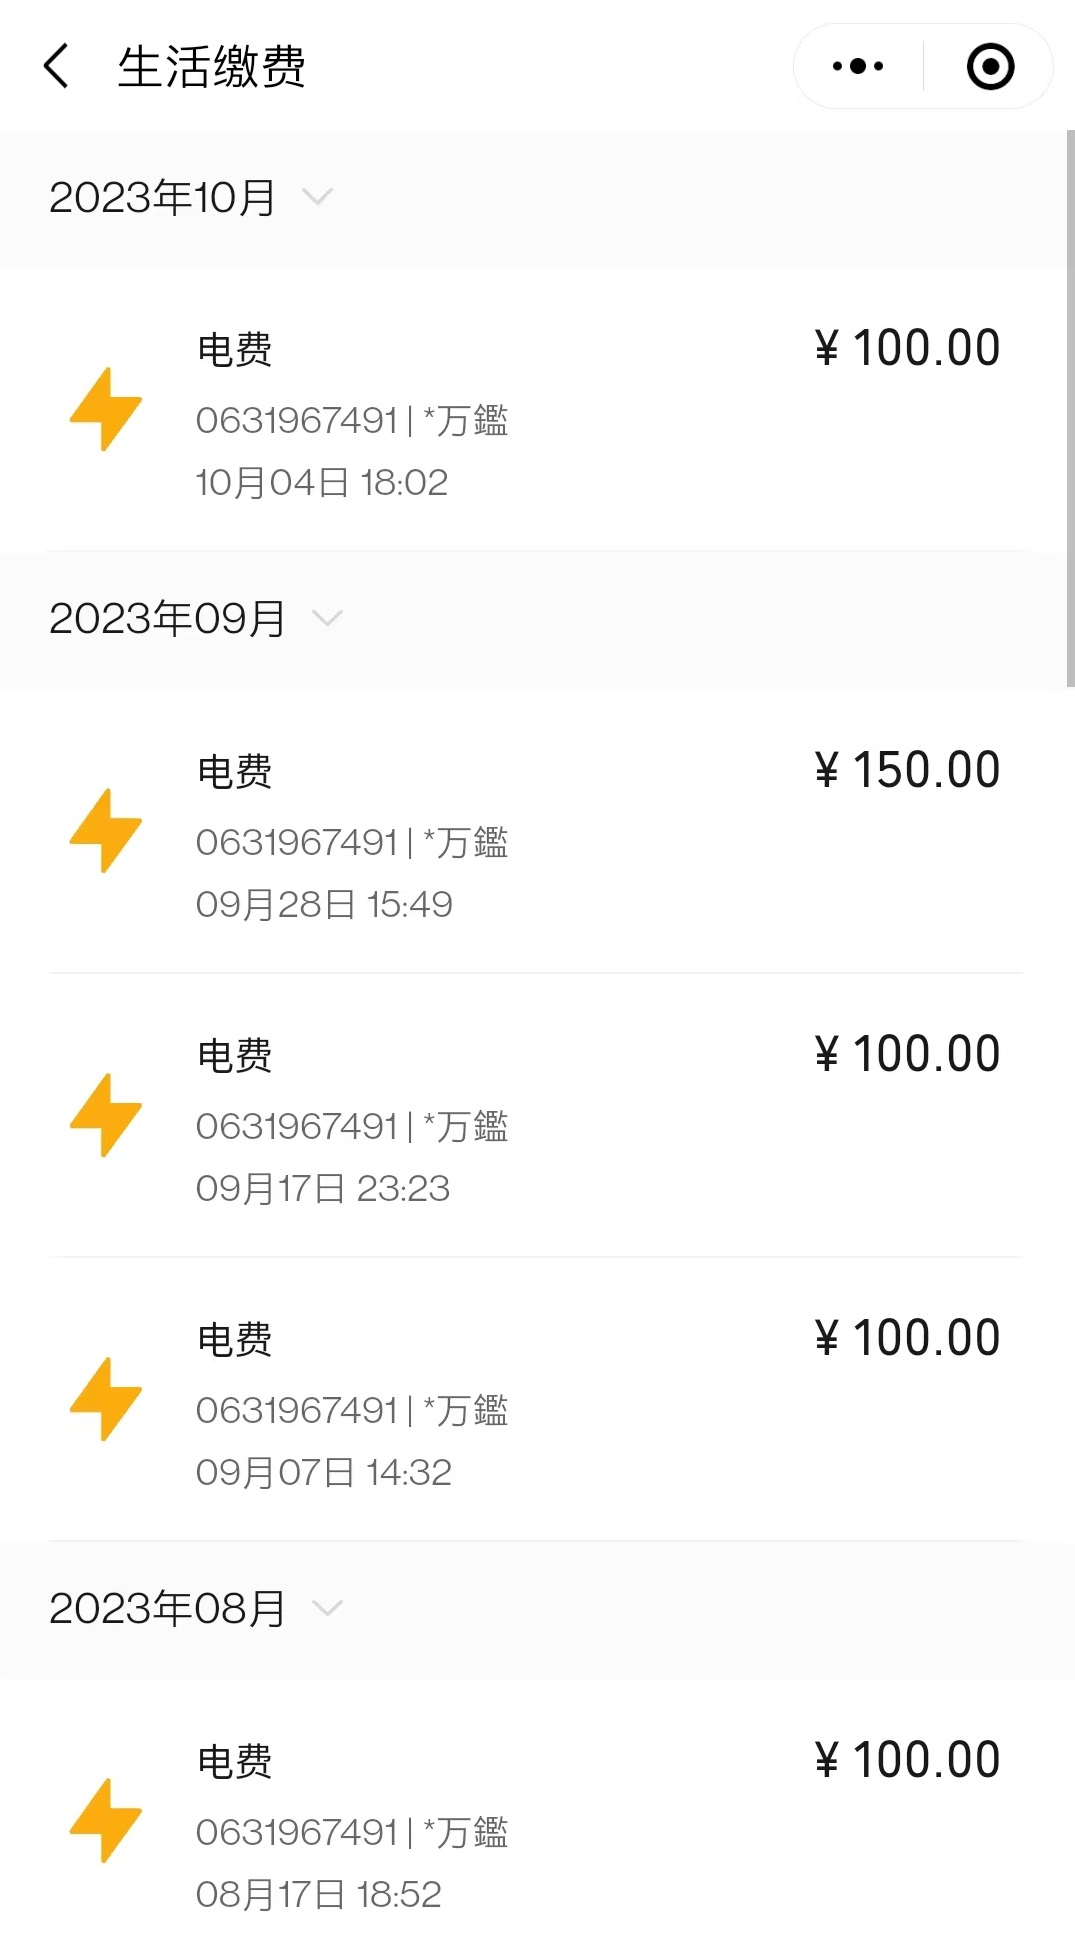 生活缴费
2023年10月
电费
¥ 100.00
0631967491 | *万鑑
10月04日 18:02
2023年09月
电费
¥ 150.00
0631967491 | *万鑑
09月28日 15:49
电费
¥ 100.00
0631967491 | *万鑑
09月17日 23:23
电费
¥ 100.00
0631967491 | *万鑑
09月07日 14:32
2023年08月
电费
¥ 100.00
0631967491 | *万鑑
08月17日 18:52